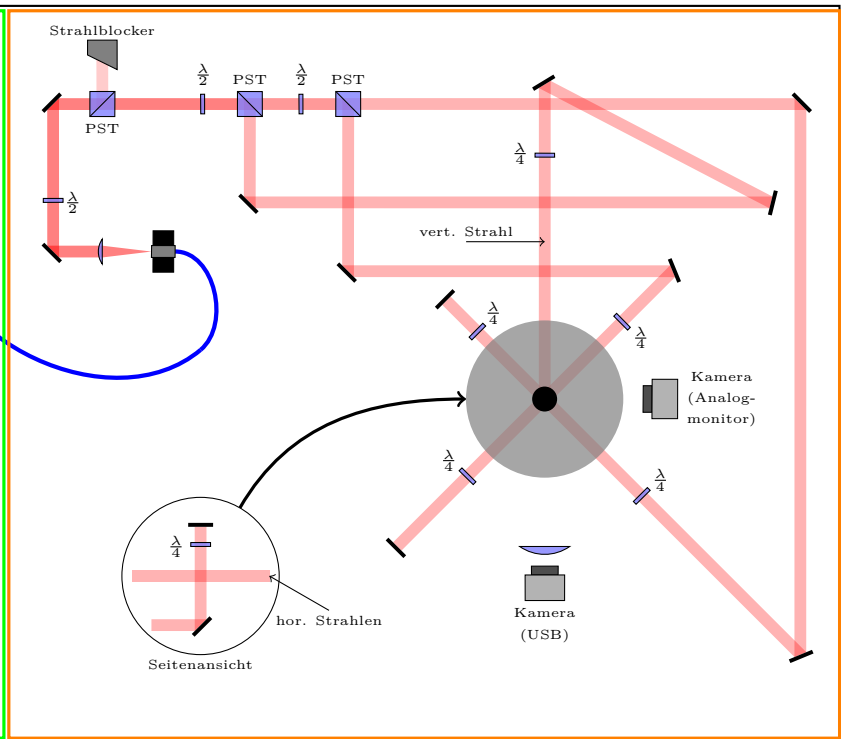 Strahlblocker
λ/2
PST
λ/2
PST
PST
λ/4
λ/2
vert. Strahl
λ/4
λ/4
Kamera
(Analog-
monitor)
λ/4
λ/4
λ/4
hor. Strahlen
Kamera
(USB)
Seitenansicht